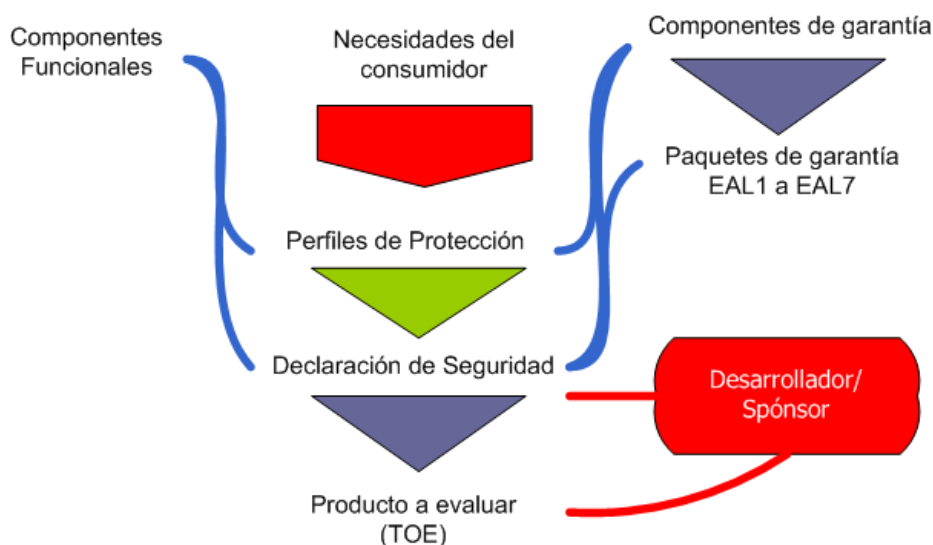 Componentes
Funcionales
Necesidades del
consumidor
Componentes de garantía
Paquetes de garantía
EAL1 a EAL7
Perfiles de Protección
Declaración de Seguridad
Desarrollador/
Spónsor
Producto a evaluar
(TOE)